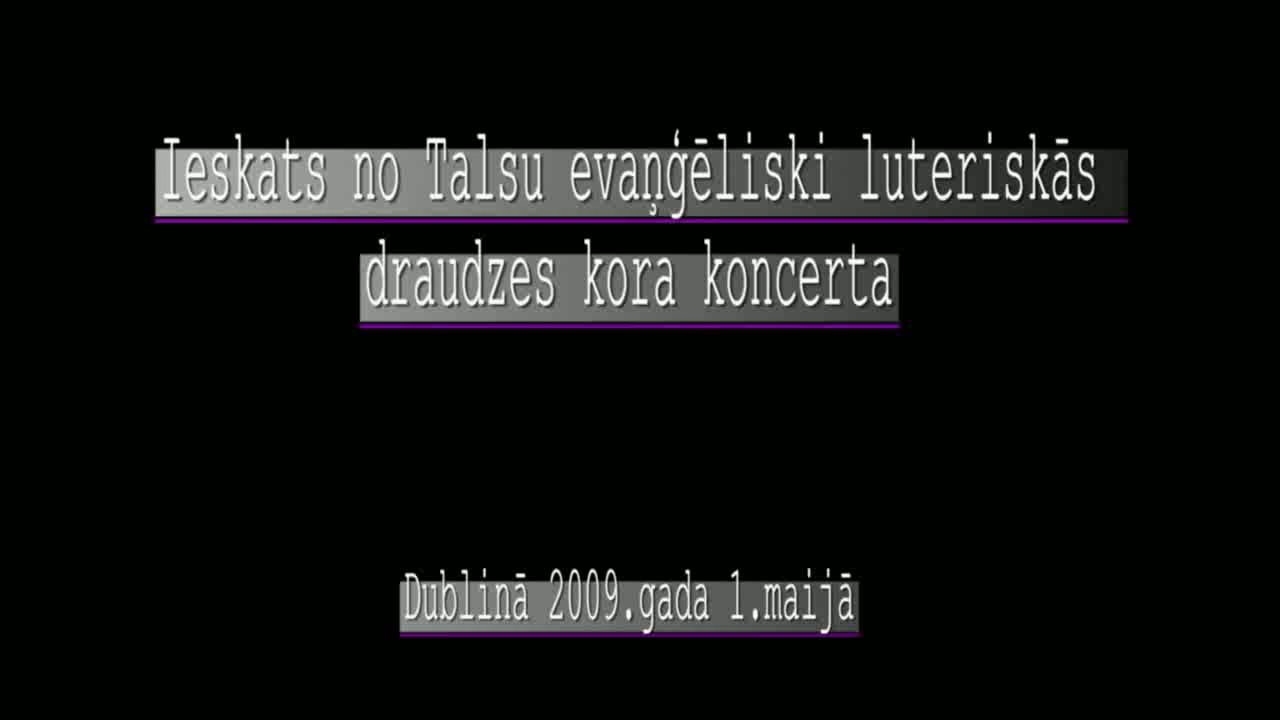 Ieskats no Talsu evaņģēliski luteriskās
draudzes kora koncerta
Dublinā 2009.gada 1.maijā